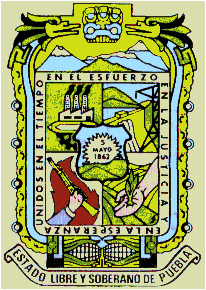 UNIDOS EN EL TIEMPO
EN EL ESFUERZO
EN LA JUSTICIA Y
EN LA ESPERANZA
5
MAYO
1862
ESTADO LIBRE Y SOBERANO DE PUEBLA